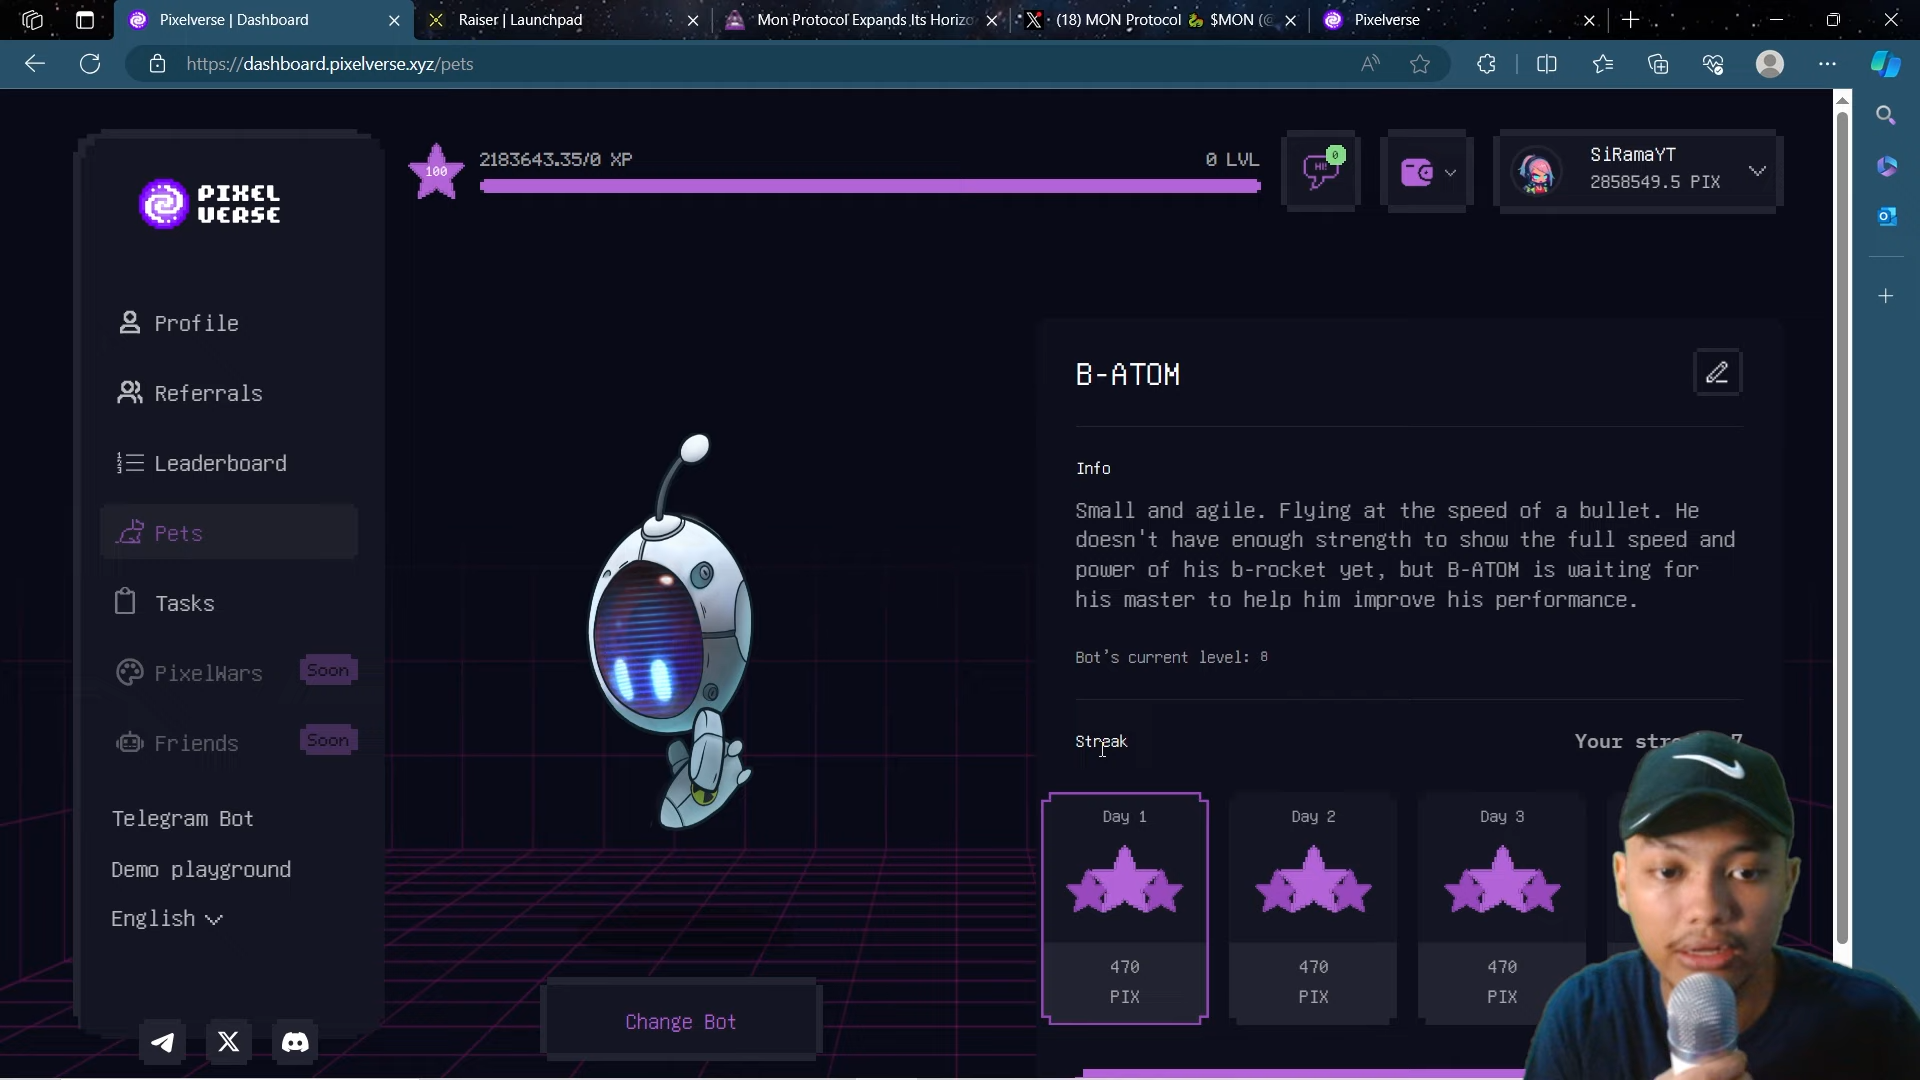 Pixelverse | Dashboard
Raiser | Launchpad
Mon Protocol Expands Its Horizo
(18) MON Protocol 🐉 $MON (@
Pixelverse
https://dashboard.pixelverse.xyz/pets
PIXEL
VERSE
100
2183643.35/0 XP
0 LVL
HI!
0
SiRamaYT
2858549.5 PIX
Profile
Referrals
Leaderboard
Pets
Tasks
PixelWars
Soon
Friends
Soon
Telegram Bot
Demo playground
English
Change Bot
B-ATOM
Info
Small and agile. Flying at the speed of a bullet. He
doesn't have enough strength to show the full speed and
power of his b-rocket yet, but B-ATOM is waiting for
his master to help him improve his performance.
Bot's current level: 8
Streak
Your 7
Day 1
Day 2
Day 3
470
PIX
470
PIX
470
PIX